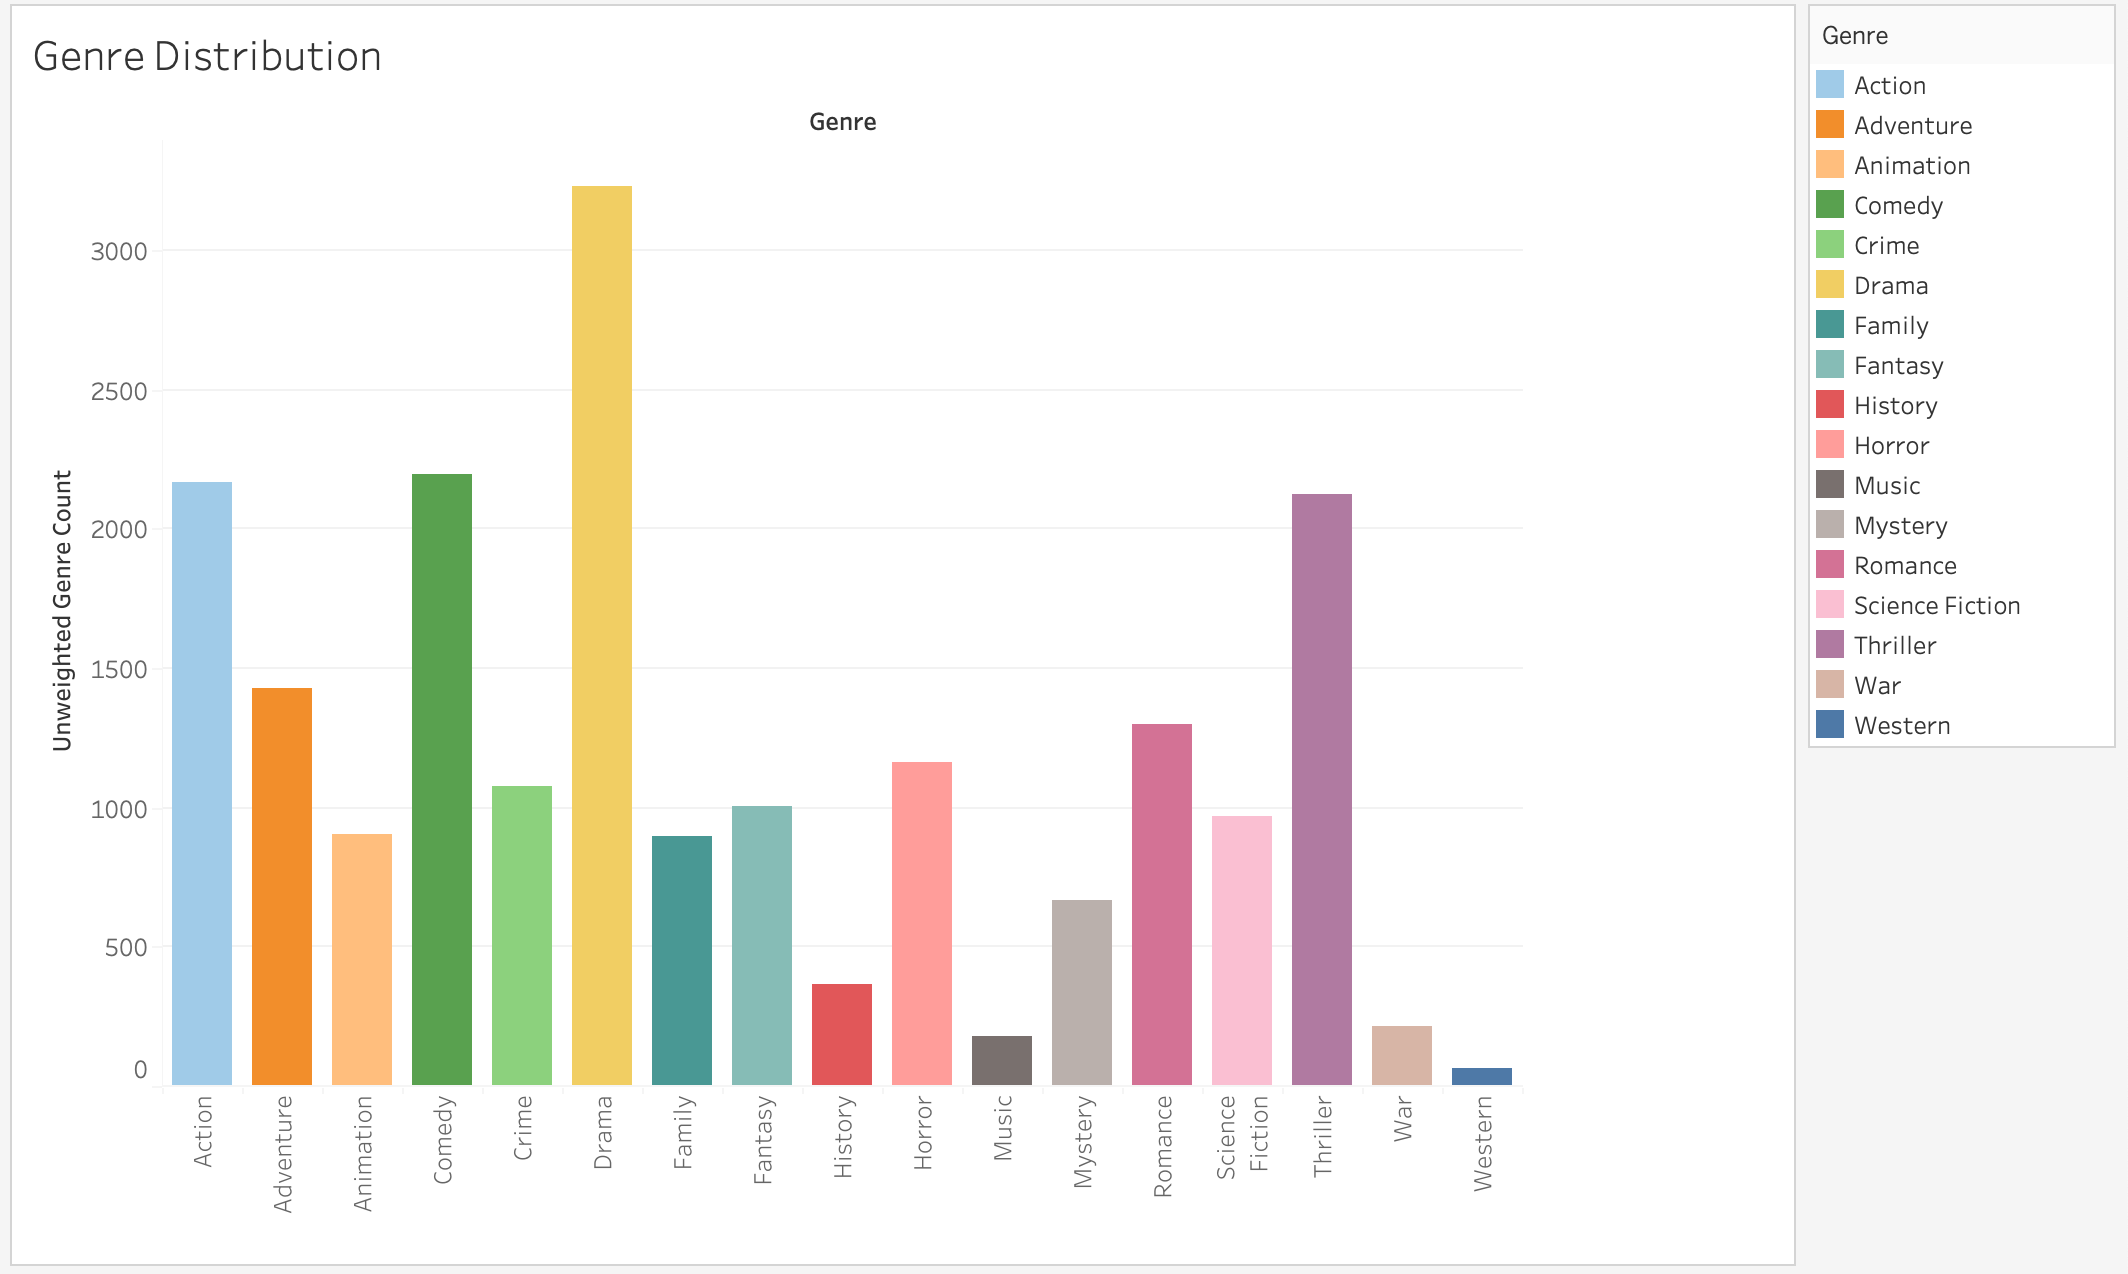 Genre Distribution
Genre
Unweighted Genre Count
3000
2500
2000
1500
1000
500
0
Action
Adventure
Animation
Comedy
Crime
Drama
Family
Fantasy
History
Horror
Music
Mystery
Romance
Science
Fiction
Thriller
War
Western
Genre
Action
Adventure
Animation
Comedy
Crime
Drama
Family
Fantasy
History
Horror
Music
Mystery
Romance
Science Fiction
Thriller
War
Western